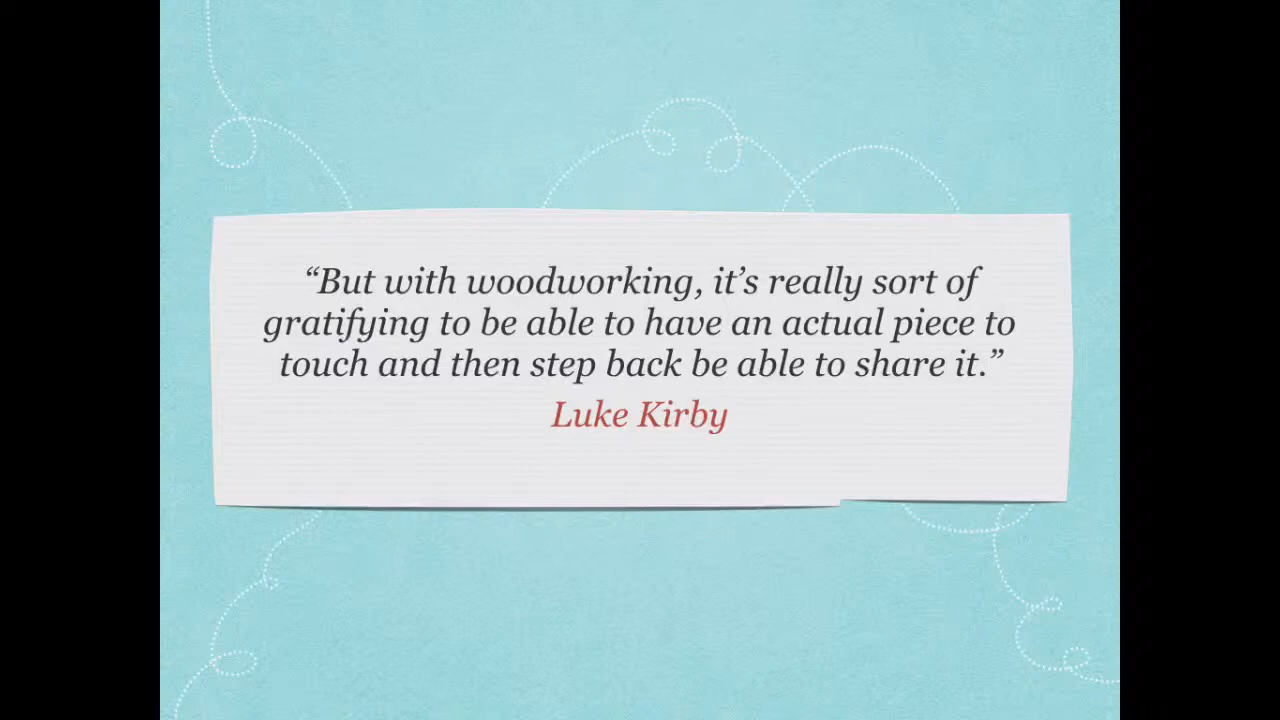 “But with woodworking, it’s really sort of
gratifying to be able to have an actual piece to
touch and then step back be able to share it.”
Luke Kirby